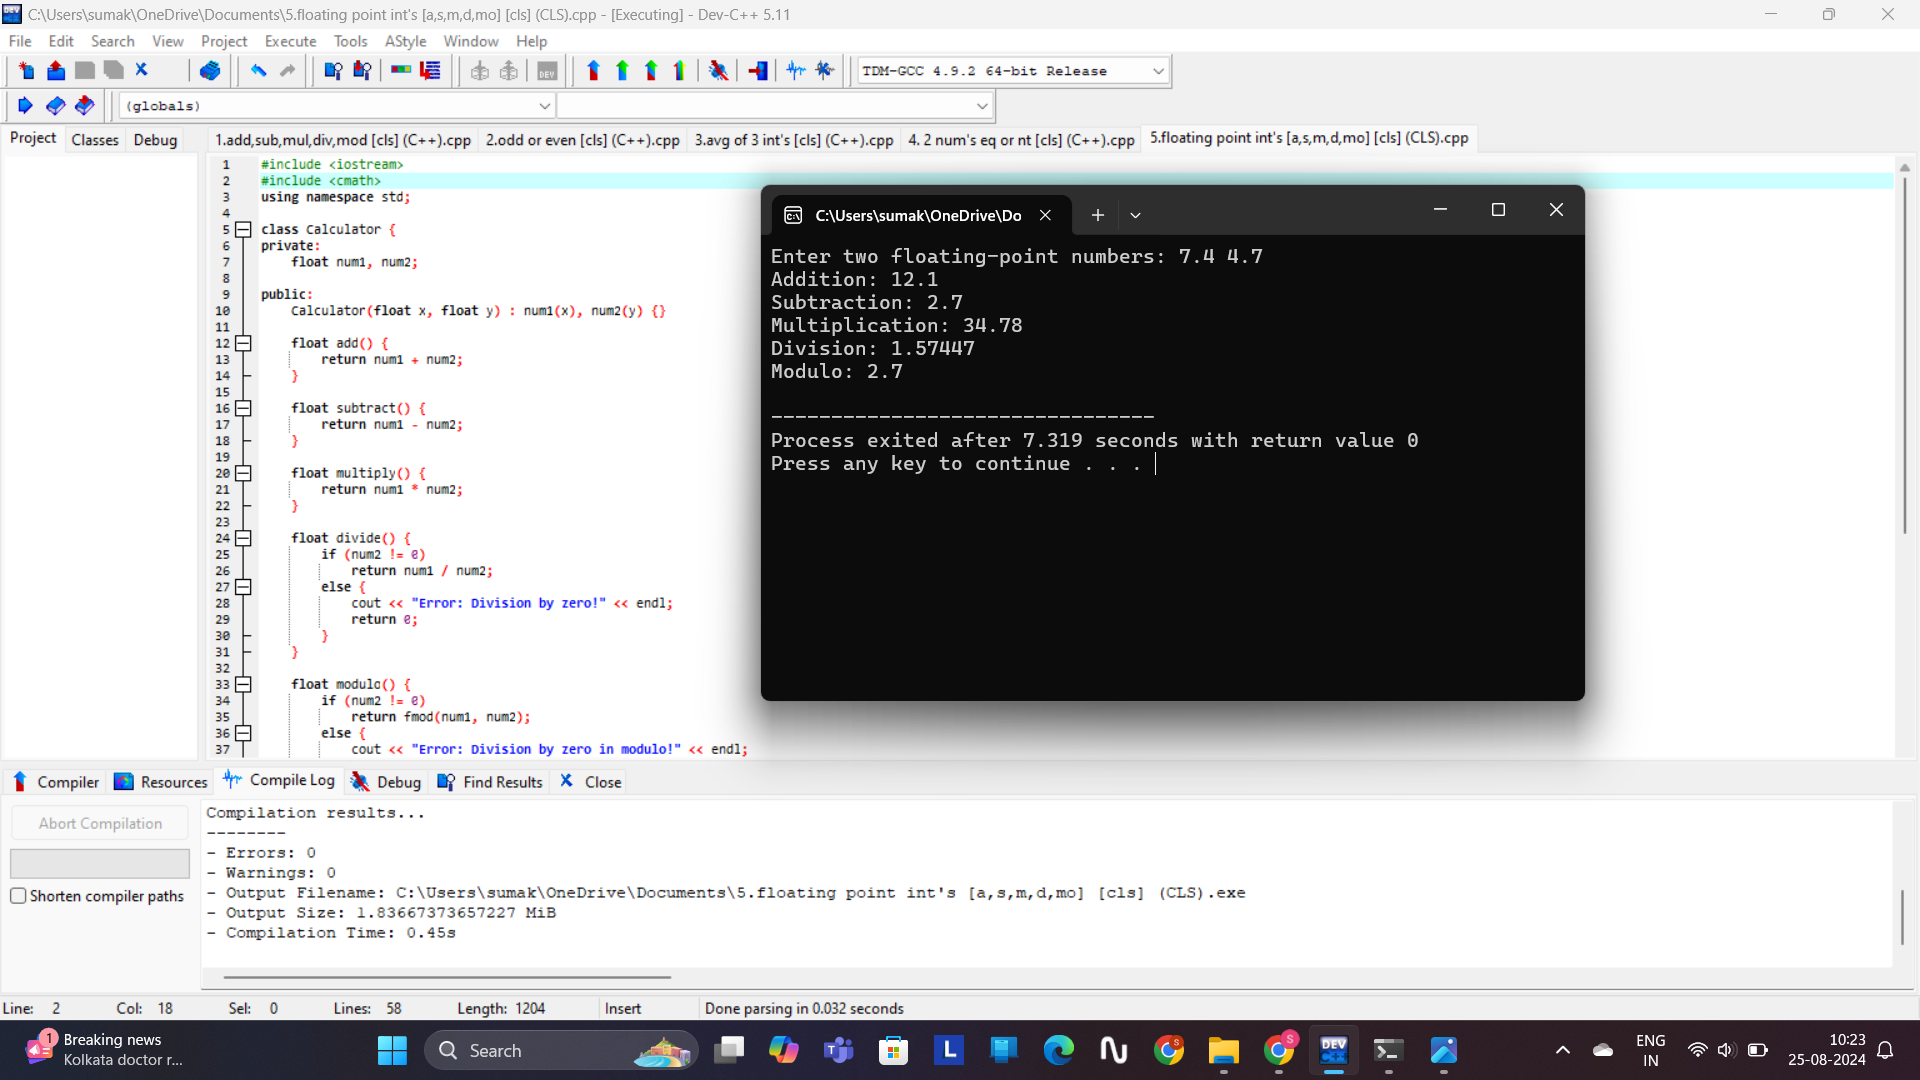 C:\Users\sumak\OneDrive\Documents\5.floating point int's [a,s,m,d,mo] [cls] (CLS).cpp - [Executing] - Dev-C++ 5.11
File Edit Search View Project Execute Tools AStyle Window Help
TDM-GCC 4.9.2 64-bit Release
(globals)
Project Classes Debug
1.add,sub,mul,div,mod [cls] (C++).cpp 2.odd or even [cls] (C++).cpp 3.avg of 3 int's [cls] (C++).cpp 4. 2 num's eq or nt [cls] (C++).cpp 5.floating point int's [a,s,m,d,mo] [cls] (CLS).cpp
1 #include <iostream>
2 #include <cmath>
3 using namespace std;
4
5 class Calculator {
6 private:
7 float num1, num2;
8
9 public:
10 Calculator(float x, float y) : num1(x), num2(y) {}
11
12 float add() {
13 return num1 + num2;
14 }
15
16 float subtract() {
17 return num1 - num2;
18 }
19
20 float multiply() {
21 return num1 * num2;
22 }
23
24 float divide() {
25 if (num2 != 0)
26 return num1 / num2;
27 else {
28 cout << "Error: Division by zero!" << endl;
29 return 0;
30 }
31 }
32
33 float modulo() {
34 if (num2 != 0)
35 return fmod(num1, num2);
36 else {
37 cout << "Error: Division by zero in modulo!" << endl;
C:\Users\sumak\OneDrive\Do
Enter two floating-point numbers: 7.4 4.7
Addition: 12.1
Subtraction: 2.7
Multiplication: 34.78
Division: 1.57447
Modulo: 2.7
--------------------------------
Process exited after 7.319 seconds with return value 0
Press any key to continue . . .
Compiler Resources Compile Log Debug Find Results Close
Abort Compilation
Shorten compiler paths
Compilation results...
--------
- Errors: 0
- Warnings: 0
- Output Filename: C:\Users\sumak\OneDrive\Documents\5.floating point int's [a,s,m,d,mo] [cls] (CLS).exe
- Output Size: 1.83667373657227 MiB
- Compilation Time: 0.45s
Line: 2 Col: 18 Sel: 0 Lines: 58 Length: 1204 Insert Done parsing in 0.032 seconds
1
Breaking news
Kolkata doctor r...
Search
ENG
IN
10:23
25-08-2024